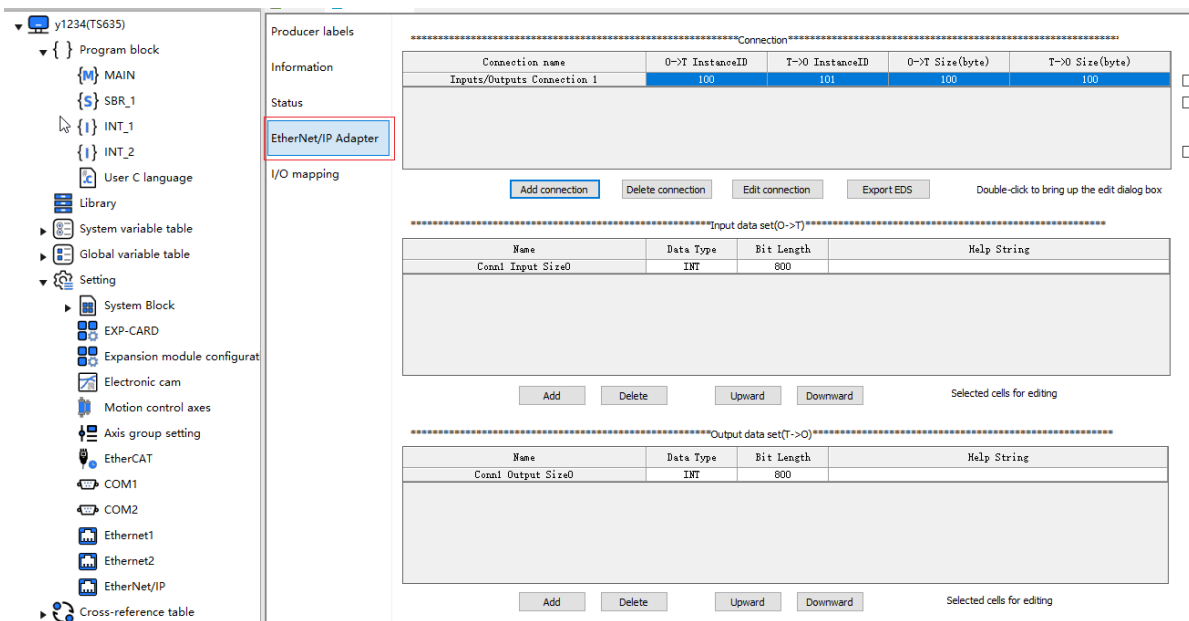 y1234(TS635)
Program block
{M} MAIN
{S} SBR_1
{I} INT_1
{I} INT_2
.c User C language
Library
System variable table
Global variable table
Setting
System Block
EXP-CARD
Expansion module configurat
Electronic cam
Motion control axes
Axis group setting
EtherCAT
COM1
COM2
Ethernet1
Ethernet2
EtherNet/IP
Cross-reference table
Producer labels
Information
Status
EtherNet/IP Adapter
I/O mapping
Connection
Connection name O->T InstanceID T->O InstanceID O->T Size(byte) T->O Size(byte)
Inputs/Outputs Connection 1 100 101 100 100
Add connection Delete connection Edit connection Export EDS Double-click to bring up the edit dialog box
Input data set(O->T)
Name Data Type Bit Length Help String
Conn1 Input Size0 INT 800
Add Delete Upward Downward Selected cells for editing
Output data set(T->O)
Name Data Type Bit Length Help String
Conn1 Output Size0 INT 800
Add Delete Upward Downward Selected cells for editing